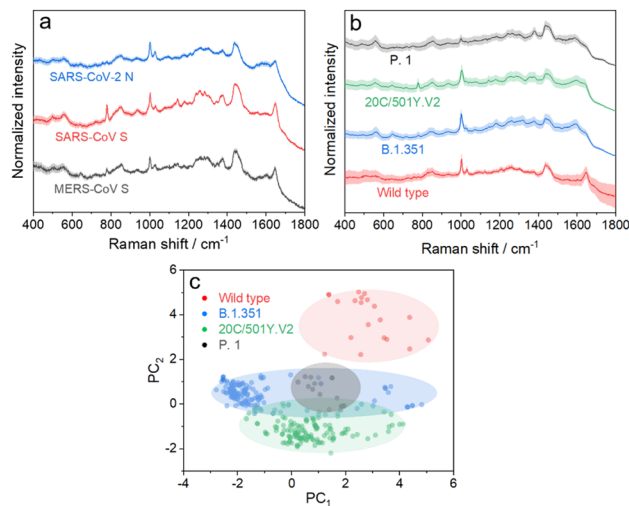 a
Normalized intensity
SARS-CoV-2 N
SARS-CoV S
MERS-CoV S
400 600 800 1000 1200 1400 1600 1800
Raman shift / cm⁻¹
b
Normalized intensity
P. 1
20C/501Y.V2
B.1.351
Wild type
400 600 800 1000 1200 1400 1600 1800
Raman shift / cm⁻¹
c
Wild type
B.1.351
20C/501Y.V2
P. 1
PC₂
6
4
2
0
-2
-4 -2 0 2 4 6
PC₁